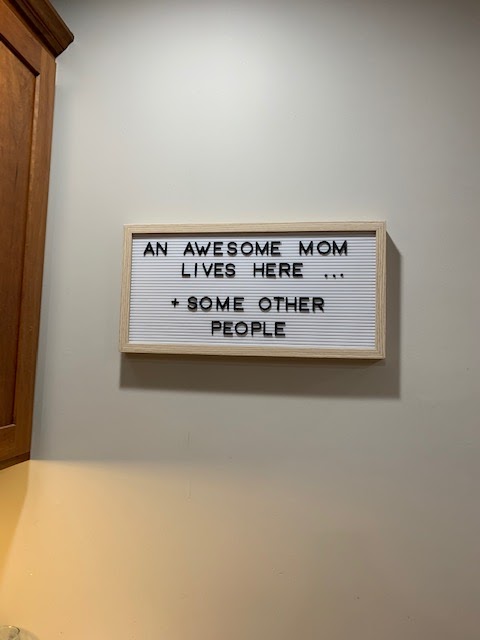 AN AWESOME MOM
LIVES HERE ...
+ SOME OTHER
PEOPLE